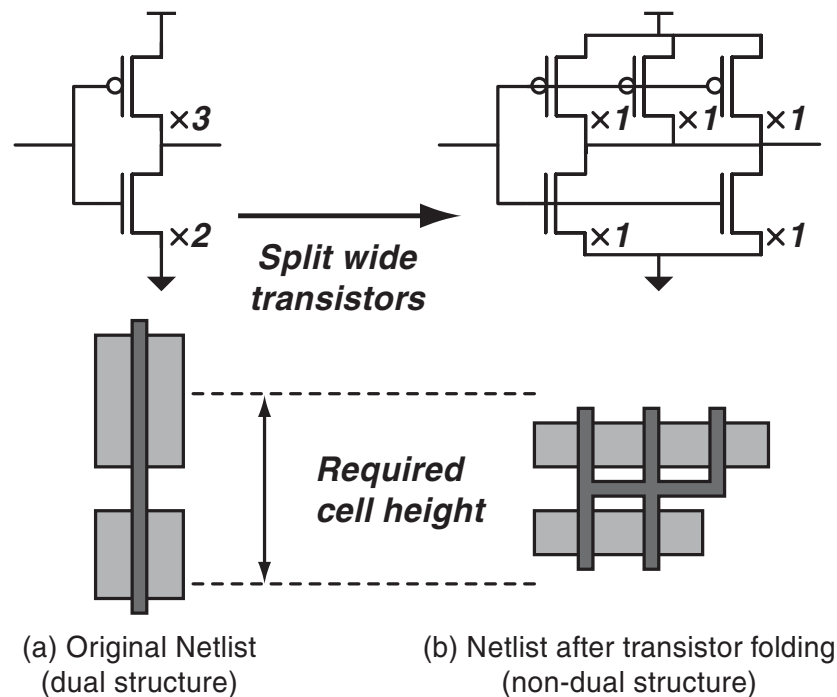 ×3
×2
×1
×1
×1
×1
×1
Split wide
transistors
Required
cell height
(a) Original Netlist
(dual structure)
(b) Netlist after transistor folding
(non-dual structure)